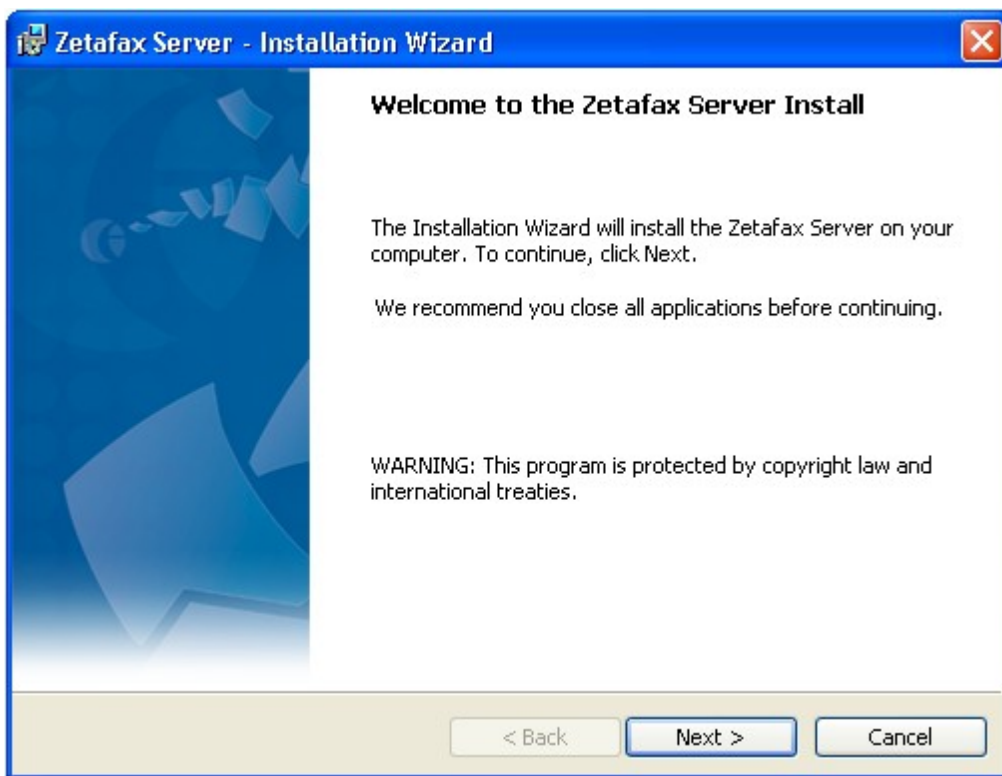 Zetafax Server - Installation Wizard
Welcome to the Zetafax Server Install
The Installation Wizard will install the Zetafax Server on your
computer. To continue, click Next.
We recommend you close all applications before continuing.
WARNING: This program is protected by copyright law and
international treaties.
< Back Next > Cancel